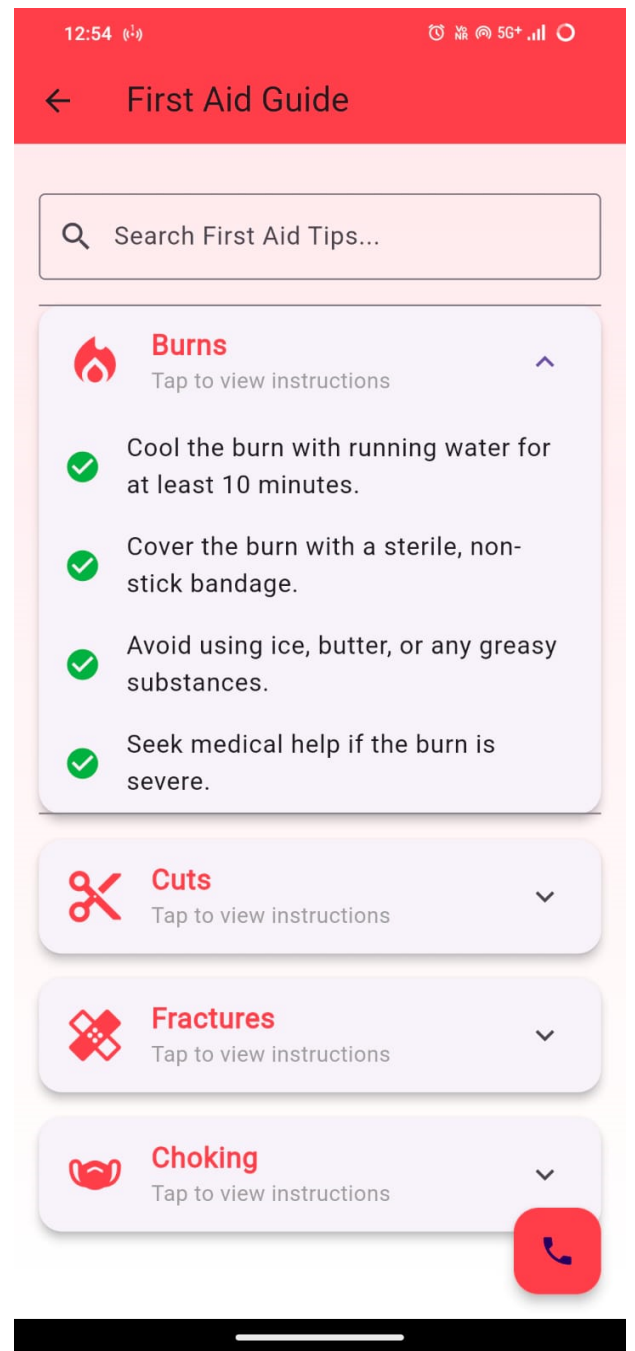 12:54
Vo NR 5G+
First Aid Guide
Search First Aid Tips...
Burns
Tap to view instructions
Cool the burn with running water for
at least 10 minutes.
Cover the burn with a sterile, non-
stick bandage.
Avoid using ice, butter, or any greasy
substances.
Seek medical help if the burn is
severe.
Cuts
Tap to view instructions
Fractures
Tap to view instructions
Choking
Tap to view instructions